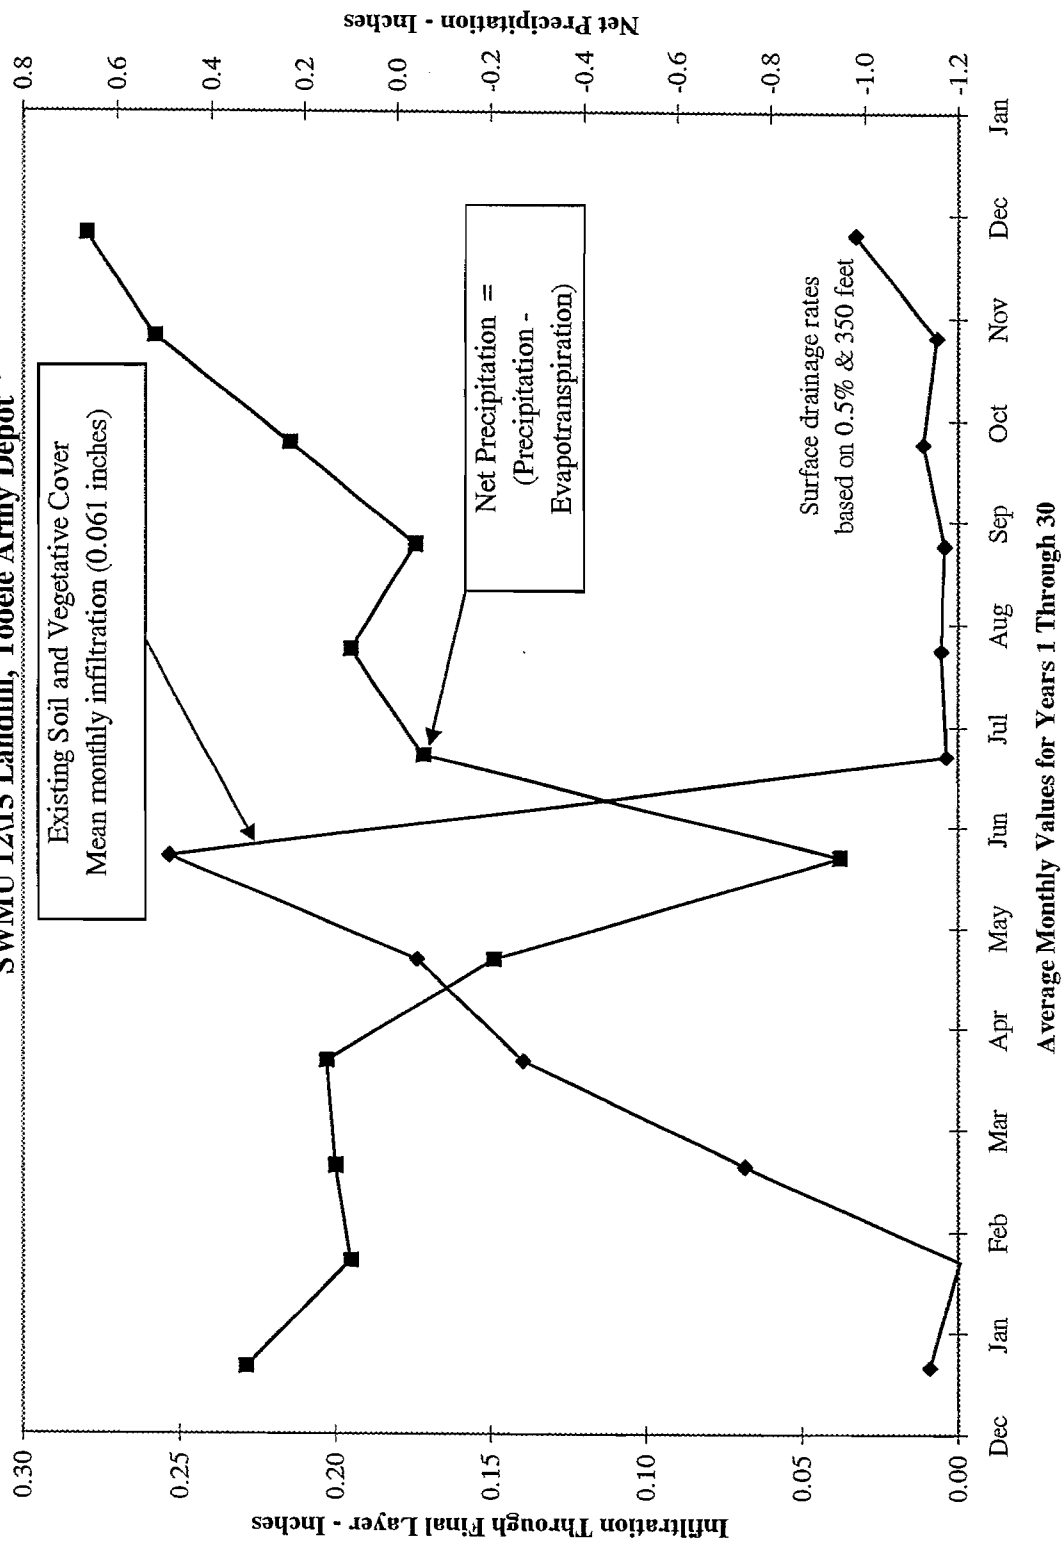 SWMU 12\15 Landfill, Tooele Army Depot
Existing Soil and Vegetative Cover
Mean monthly infiltration (0.061 inches)
Net Precipitation =
(Precipitation -
Evapotranspiration)
Surface drainage rates
based on 0.5% & 350 feet
Infiltration Through Final Layer - Inches
0.30
0.25
0.20
0.15
0.10
0.05
0.00
Net Precipitation - Inches
0.8
0.6
0.4
0.2
0.0
-0.2
-0.4
-0.6
-0.8
-1.0
-1.2
Dec Jan Feb Mar Apr May Jun Jul Aug Sep Oct Nov Dec Jan
Average Monthly Values for Years 1 Through 30